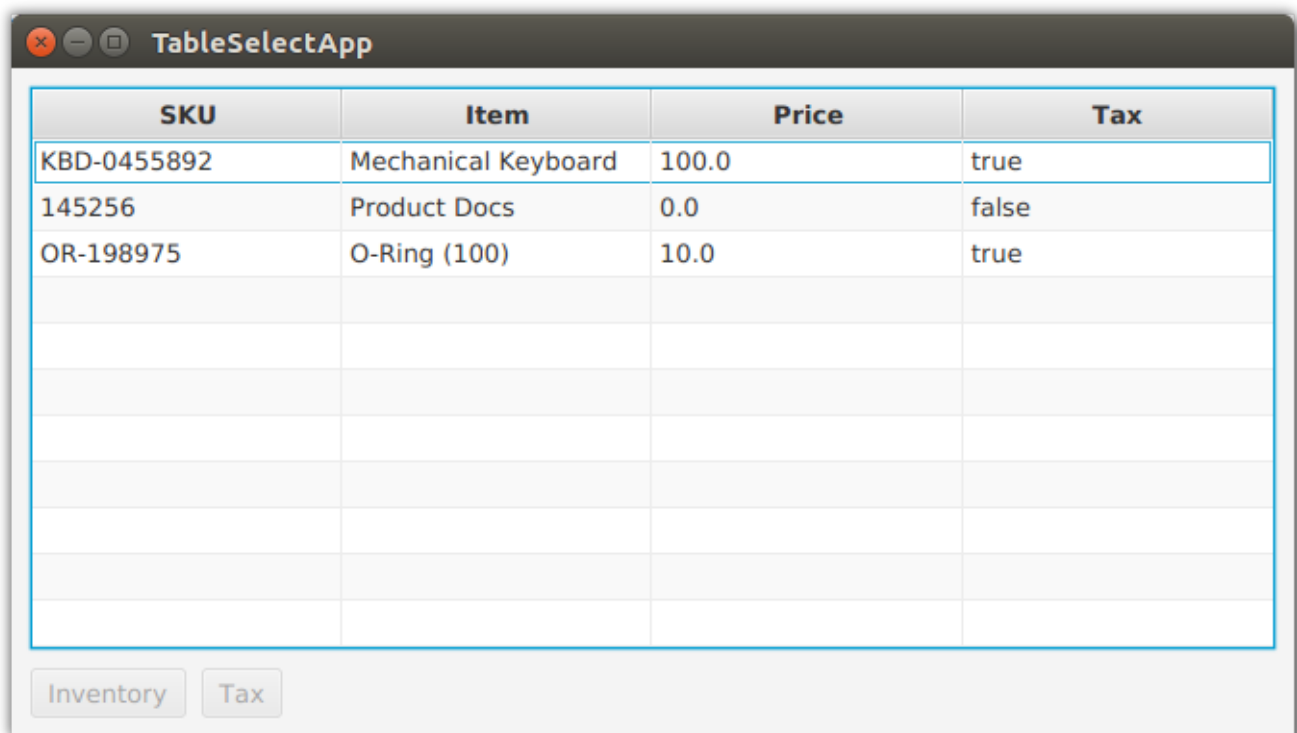 TableSelectApp
SKU Item Price Tax
KBD-0455892 Mechanical Keyboard 100.0 true
145256 Product Docs 0.0 false
OR-198975 O-Ring (100) 10.0 true
Inventory Tax